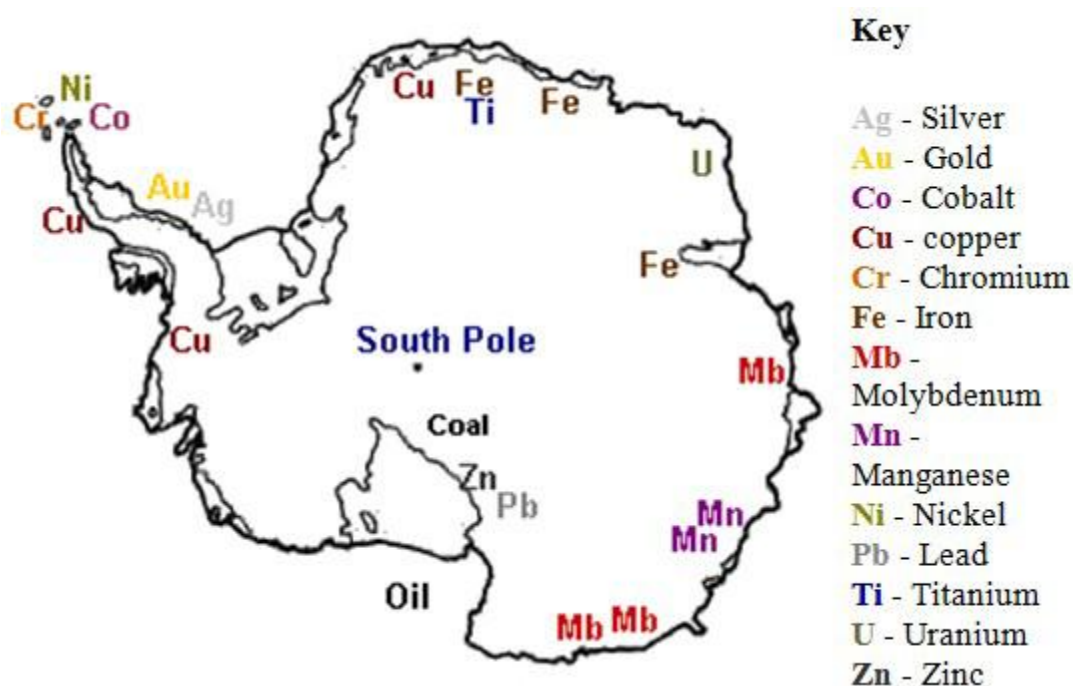 Key
Ni
Cr Co
Au
Ag
Cu
Cu
Cu Fe Fe
Ti
U
Fe
South Pole
Mb
Coal
Zn
Pb
Mn
Mn
Oil
Mb Mb
Ag - Silver
Au - Gold
Co - Cobalt
Cu - copper
Cr - Chromium
Fe - Iron
Mb -
Molybdenum
Mn -
Manganese
Ni - Nickel
Pb - Lead
Ti - Titanium
U - Uranium
Zn - Zinc